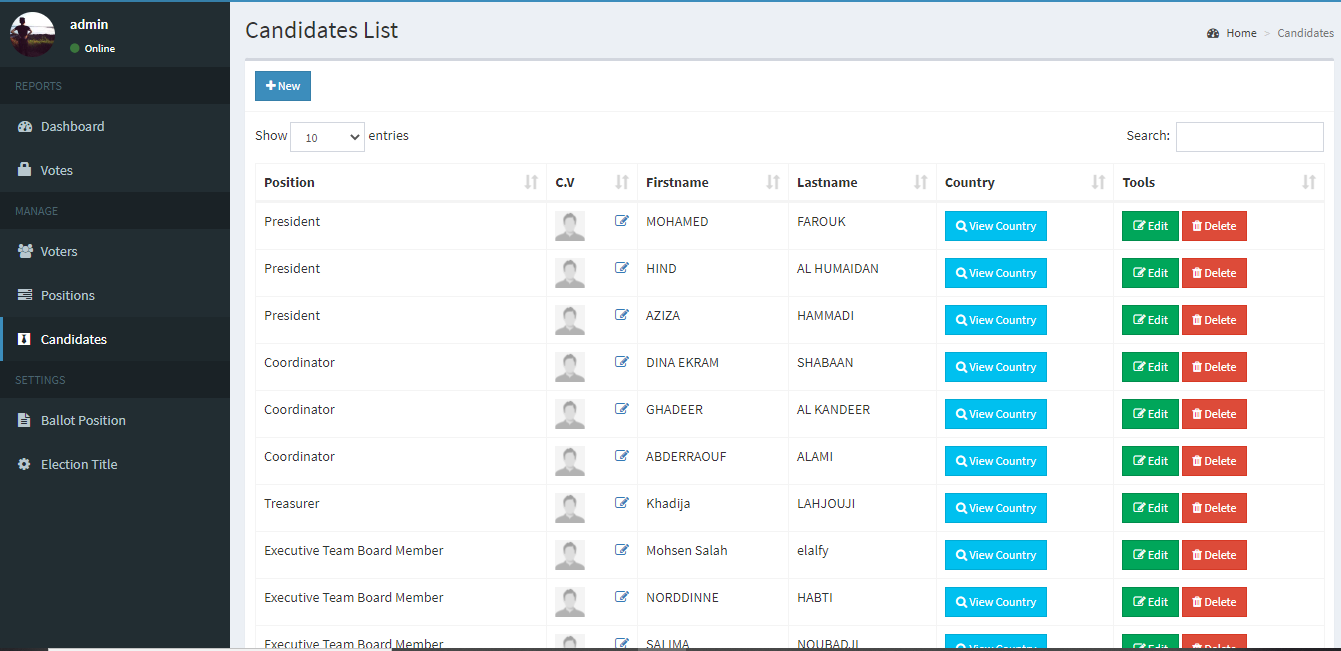 admin
Online
REPORTS
Dashboard
Votes
MANAGE
Voters
Positions
Candidates
SETTINGS
Ballot Position
Election Title
Candidates List
Home > Candidates
New
Show 10 entries
Search:
Position C.V Firstname Lastname Country Tools
President MOHAMED FAROUK View Country Edit Delete
President HIND AL HUMAIDAN View Country Edit Delete
President AZIZA HAMMADI View Country Edit Delete
Coordinator DINA EKRAM SHABAAN View Country Edit Delete
Coordinator GHADEER AL KANDEER View Country Edit Delete
Coordinator ABDERRAOUF ALAMI View Country Edit Delete
Treasurer Khadija LAHJOUJI View Country Edit Delete
Executive Team Board Member Mohsen Salah elalfy View Country Edit Delete
Executive Team Board Member NORDDINNE HABTI View Country Edit Delete
Executive Team Board Member SALIMA NOUBADJI View Country Edit Delete